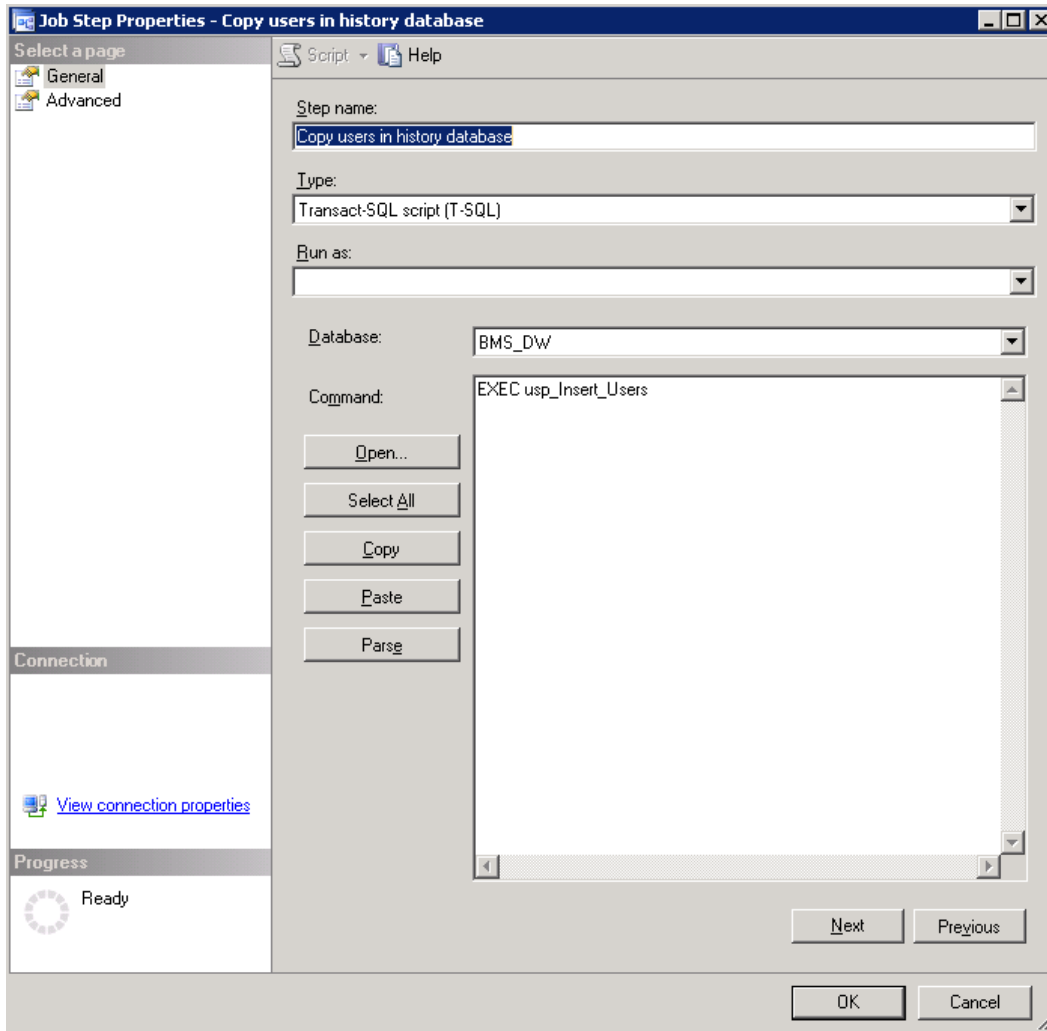 Job Step Properties - Copy users in history database
Select a page
General
Advanced
Script
Help
Step name:
Copy users in history database
Type:
Transact-SQL script (T-SQL)
Run as:
Database:
BMS_DW
Command:
EXEC usp_Insert_Users
Open...
Select All
Copy
Paste
Parse
Connection
View connection properties
Progress
Ready
Next
Previous
OK
Cancel